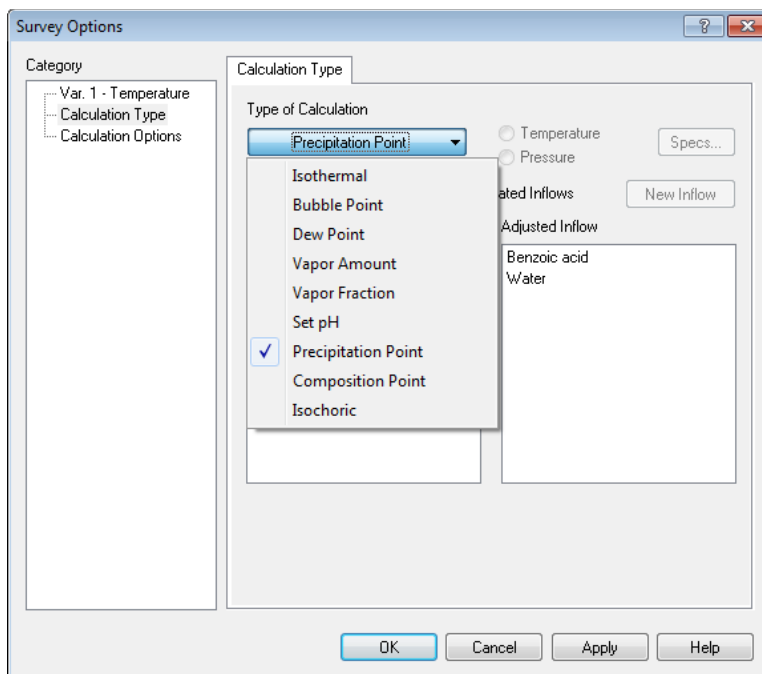 Survey Options
?
Category
Var. 1 - Temperature
Calculation Type
Calculation Options
Calculation Type
Type of Calculation
Precipitation Point
Temperature
Pressure
Specs...
Isothermal
Bubble Point
Dew Point
Vapor Amount
Vapor Fraction
Set pH
Precipitation Point
Composition Point
Isochoric
ated Inflows
New Inflow
Adjusted Inflow
Benzoic acid
Water
OK
Cancel
Apply
Help